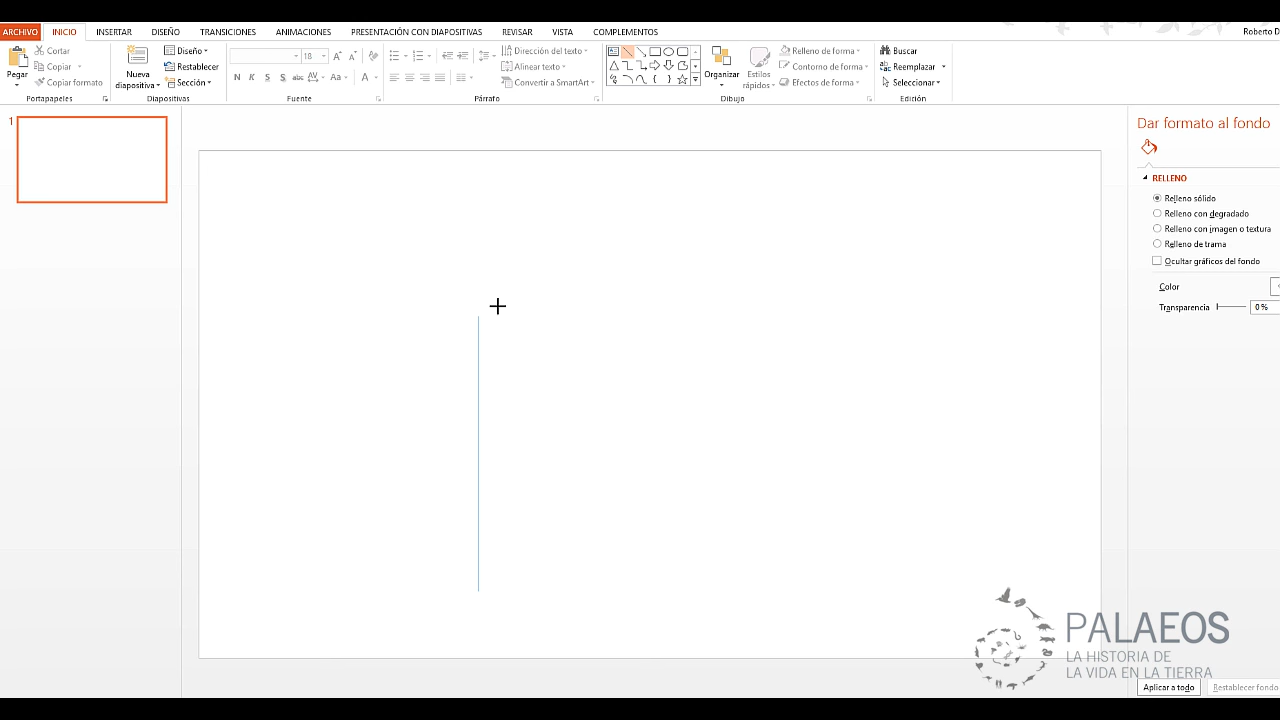 ARCHIVO INICIO INSERTAR DISEÑO TRANSICIONES ANIMACIONES PRESENTACIÓN CON DIAPOSITIVAS REVISAR VISTA COMPLEMENTOS Roberto D
Pegar
Cortar
Copiar
Copiar formato
Portapapeles
Nueva diapositiva
Diseño
Restablecer
Sección
Diapositivas
18
N K S S abc AV Aa A
Fuente
Dirección del texto
Alinear texto
Convertir a SmartArt
Párrafo
Organizar
Estilos rápidos
Relleno de forma
Contorno de forma
Efectos de forma
Dibujo
Buscar
Reemplazar
Seleccionar
Edición
1
Dar formato al fondo
RELLENO
Relleno sólido
Relleno con degradado
Relleno con imagen o textura
Relleno de trama
Ocultar gráficos del fondo
Color
Transparencia 0%
PALAEOS
LA HISTORIA DE
LA VIDA EN LA TIERRA
Aplicar a todo Restablecer fondo